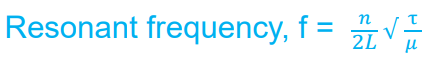 Resonant frequency, f = n/2L √ τ/μ